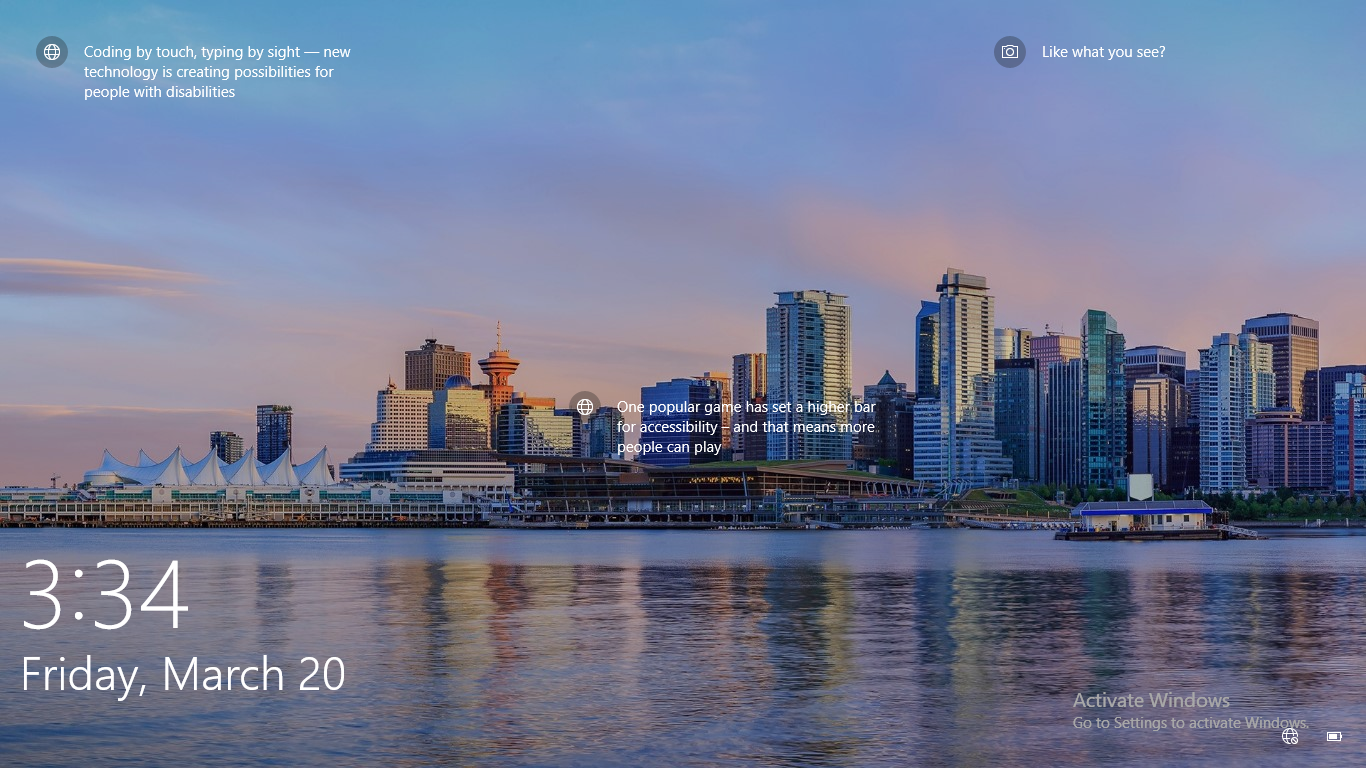 Coding by touch, typing by sight — new
technology is creating possibilities for
people with disabilities
Like what you see?
One popular game has set a higher bar
for accessibility – and that means more
people can play
3:34
Friday, March 20
Activate Windows
Go to Settings to activate Windows.